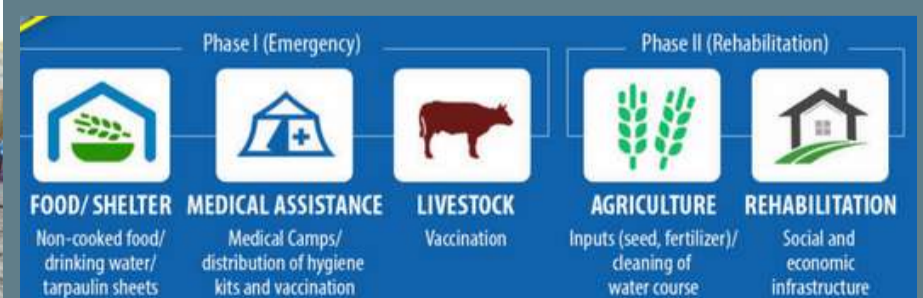 Phase I (Emergency)
Phase II (Rehabilitation)
FOOD/ SHELTER
Non-cooked food/
drinking water/
tarpaulin sheets
MEDICAL ASSISTANCE
Medical Camps/
distribution of hygiene
kits and vaccination
LIVESTOCK
Vaccination
AGRICULTURE
Inputs (seed, fertilizer)/
cleaning of
water course
REHABILITATION
Social and
economic
infrastructure